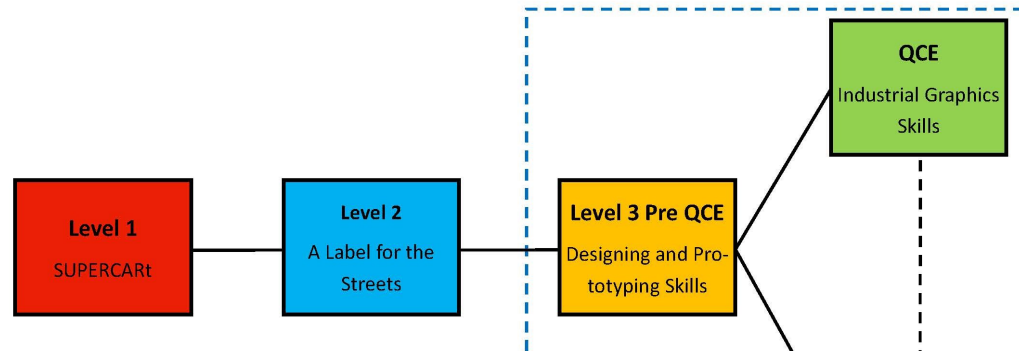 QCE
Industrial Graphics
Skills
Level 1
SUPERCARt
Level 2
A Label for the
Streets
Level 3 Pre QCE
Designing and Pro-
totyping Skills